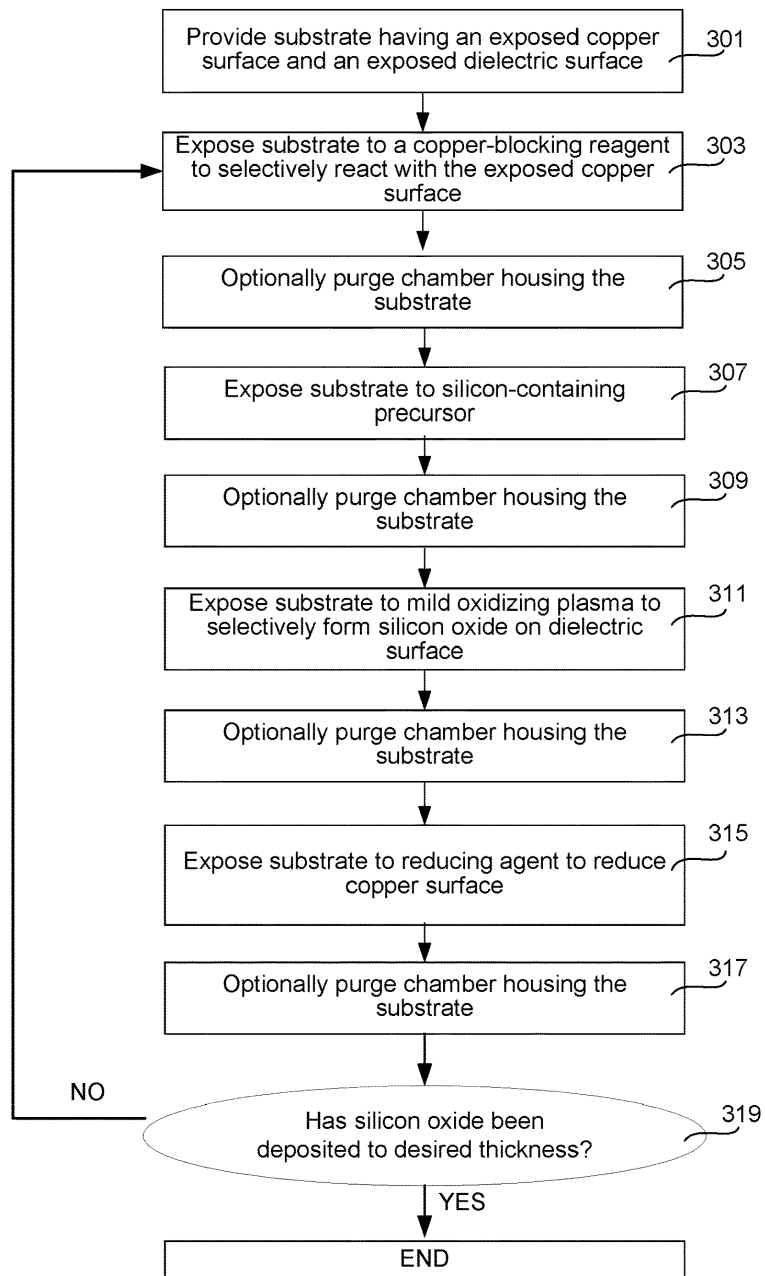 Provide substrate having an exposed copper
surface and an exposed dielectric surface
301
Expose substrate to a copper-blocking reagent
to selectively react with the exposed copper
surface
303
Optionally purge chamber housing the
substrate
305
Expose substrate to silicon-containing
precursor
307
Optionally purge chamber housing the
substrate
309
Expose substrate to mild oxidizing plasma to
selectively form silicon oxide on dielectric
surface
311
Optionally purge chamber housing the
substrate
313
Expose substrate to reducing agent to reduce
copper surface
315
Optionally purge chamber housing the
substrate
317
NO
Has silicon oxide been
deposited to desired thickness?
319
YES
END